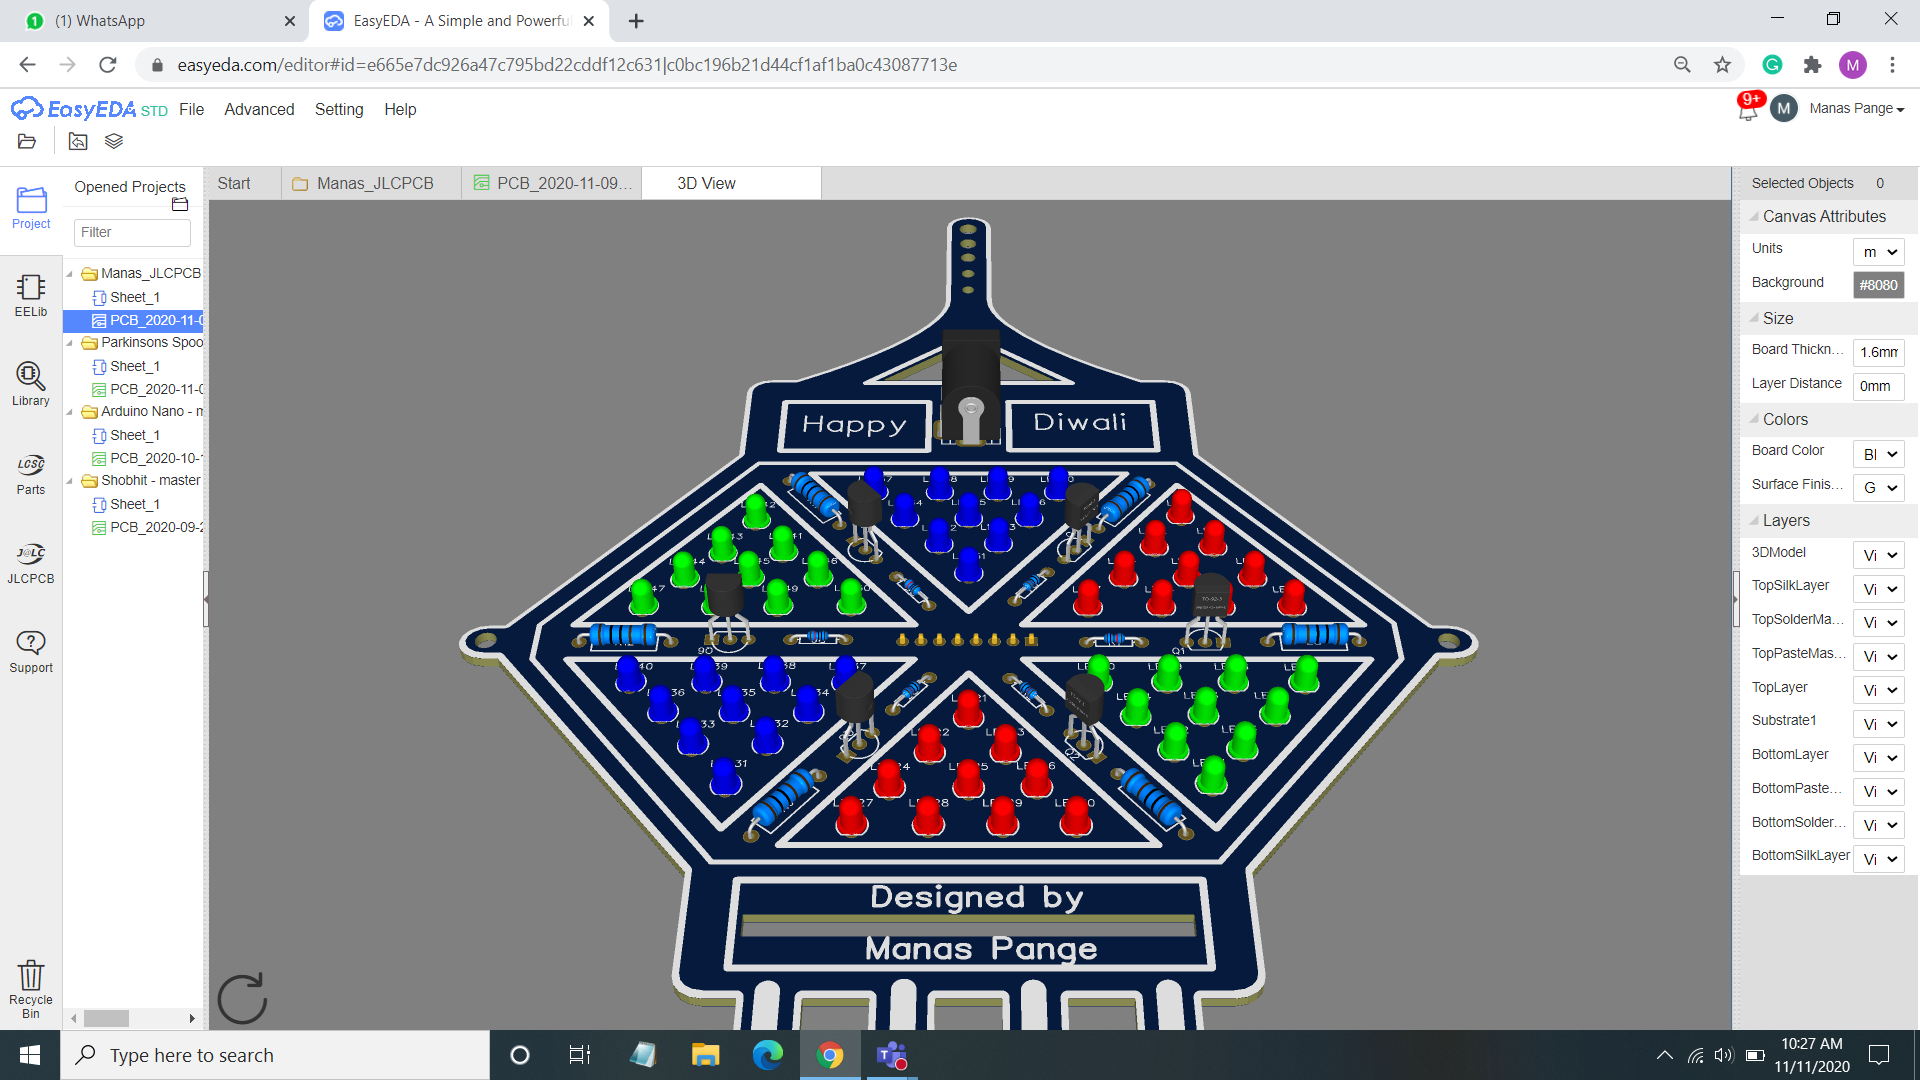 (1) WhatsApp
EasyEDA - A Simple and Powerfu
easyeda.com/editor#id=e665e7dc926a47c795bd22cddf12c631|c0bc196b21d44cf1af1ba0c43087713e
M
EasyEDA STD
File
Advanced
Setting
Help
9+
M
Manas Pange
Project
EELib
Library
LCSC
Parts
JLCPCB
Support
Recycle
Bin
Opened Projects
Filter
Manas_JLCPCB
Sheet_1
PCB_2020-11-0
Parkinsons Spoo
Sheet_1
PCB_2020-11-0
Arduino Nano - m
Sheet_1
PCB_2020-10-1
Shobhit - master
Sheet_1
PCB_2020-09-2
Start
Manas_JLCPCB
PCB_2020-11-09...
3D View
Happy
Diwali
Designed by
Manas Pange
Selected Objects 0
Canvas Attributes
Units m
Background #8080
Size
Board Thickn... 1.6mm
Layer Distance 0mm
Colors
Board Color Bl
Surface Finis... G
Layers
3DModel Vi
TopSilkLayer Vi
TopSolderMa... Vi
TopPasteMas... Vi
TopLayer Vi
Substrate1 Vi
BottomLayer Vi
BottomPaste... Vi
BottomSolder... Vi
BottomSilkLayer Vi
Type here to search
10:27 AM
11/11/2020